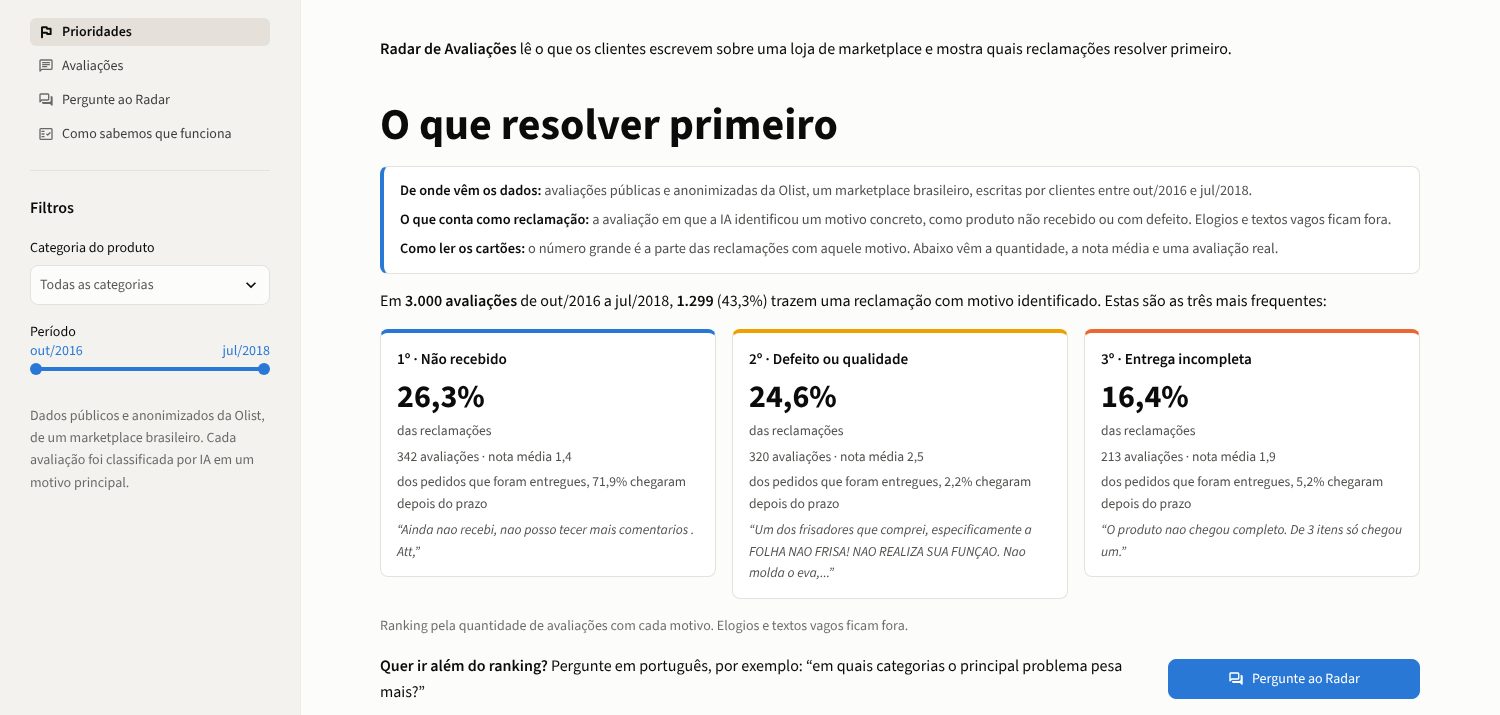 Prioridades
Avaliações
Pergunte ao Radar
Como sabemos que funciona
Filtros
Categoria do produto
Todas as categorias
Período
out/2016 jul/2018
Dados públicos e anonimizados da Olist,
de um marketplace brasileiro. Cada
avaliação foi classificada por IA em um
motivo principal.
Radar de Avaliações lê o que os clientes escrevem sobre uma loja de marketplace e mostra quais reclamações resolver primeiro.
O que resolver primeiro
De onde vêm os dados: avaliações públicas e anonimizadas da Olist, um marketplace brasileiro, escritas por clientes entre out/2016 e jul/2018.
O que conta como reclamação: a avaliação em que a IA identificou um motivo concreto, como produto não recebido ou com defeito. Elogios e textos vagos ficam fora.
Como ler os cartões: o número grande é a parte das reclamações com aquele motivo. Abaixo vêm a quantidade, a nota média e uma avaliação real.
Em 3.000 avaliações de out/2016 a jul/2018, 1.299 (43,3%) trazem uma reclamação com motivo identificado. Estas são as três mais frequentes:
1º · Não recebido
26,3%
das reclamações
342 avaliações · nota média 1,4
dos pedidos que foram entregues, 71,9% chegaram
depois do prazo
“Ainda nao recebi, nao posso tecer mais comentarios .
Att,”
2º · Defeito ou qualidade
24,6%
das reclamações
320 avaliações · nota média 2,5
dos pedidos que foram entregues, 2,2% chegaram
depois do prazo
“Um dos frisadores que comprei, especificamente a
FOLHA NAO FRISA! NAO REALIZA SUA FUNÇAO. Nao
molda o eva,...”
3º · Entrega incompleta
16,4%
das reclamações
213 avaliações · nota média 1,9
dos pedidos que foram entregues, 5,2% chegaram
depois do prazo
“O produto nao chegou completo. De 3 itens só chegou
um.”
Ranking pela quantidade de avaliações com cada motivo. Elogios e textos vagos ficam fora.
Quer ir além do ranking? Pergunte em português, por exemplo: “em quais categorias o principal problema pesa
mais?”
Pergunte ao Radar